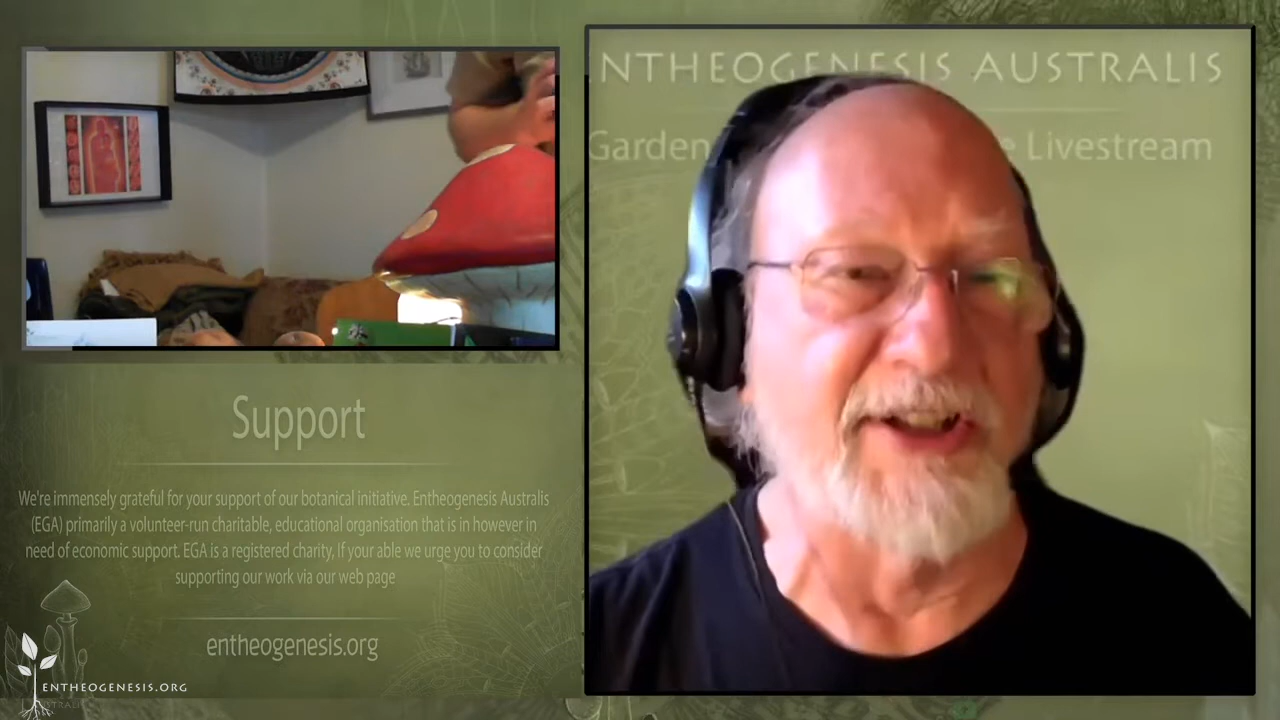 NTHEOGENESIS AUSTRALIS
Garden
e Livestream
Support
We're immensely grateful for your support of our botanical initiative. Entheogenesis Australis
(EGA) primarily a volunteer-run charitable, educational organisation that is in however in
need of economic support. EGA is a registered charity, If your able we urge you to consider
supporting our work via our web page
entheogenesis.org
ENTHEOGENESIS.ORG